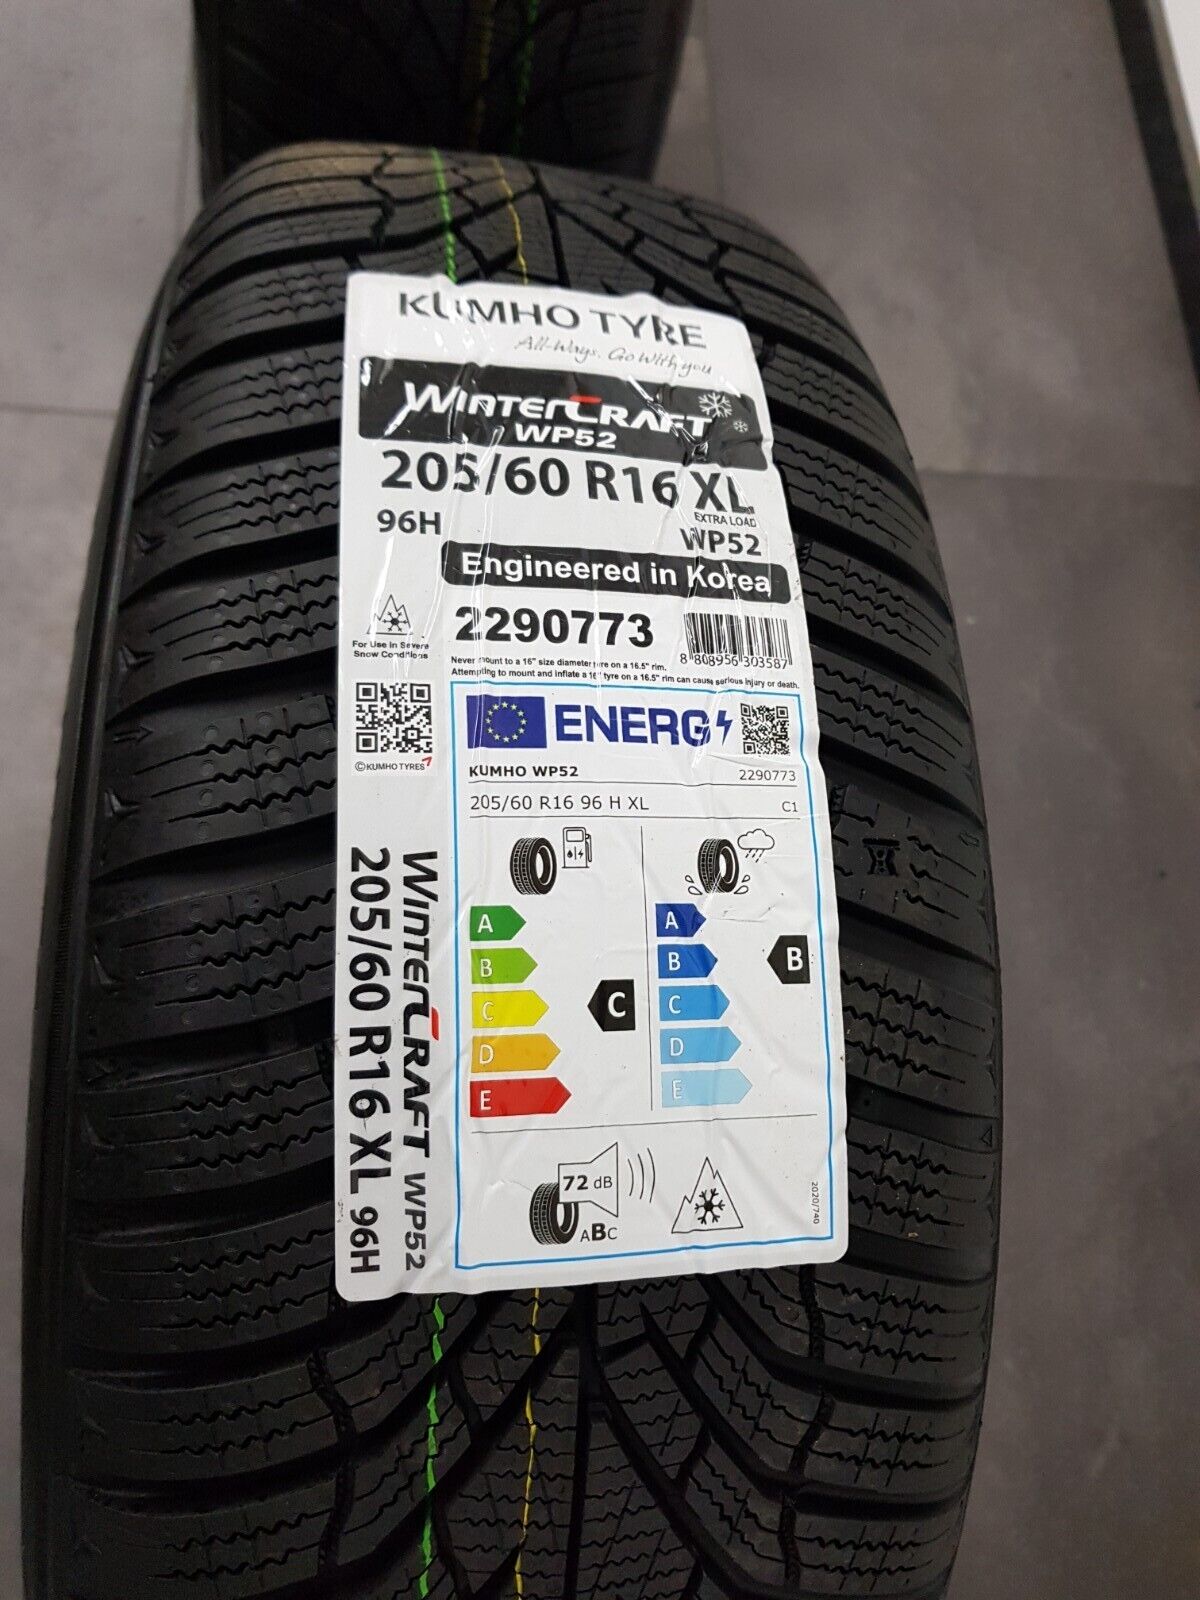 KUMHO TYRE
All-Ways, Go With you
WINTERCRAFT
WP52
205/60 R16 XL
EXTRA LOAD
96H
WP52
Engineered in Korea
2290773
For Use in Severe
Snow Conditions
8 808956 303587
Never mount to a 16" size diameter tyre on a 16.5" rim.
Attempting to mount and inflate a 16" tyre on a 16.5" rim can cause serious injury or death.
©KUMHO TYRES
ENERG
KUMHO WP52
2290773
205/60 R16 96 H XL
C1
A
B
C
D
E
C
A
B
C
D
E
B
72 dB
ABC
2020/740
WINTERCRAFT WP52
205/60 R16 XL 96H